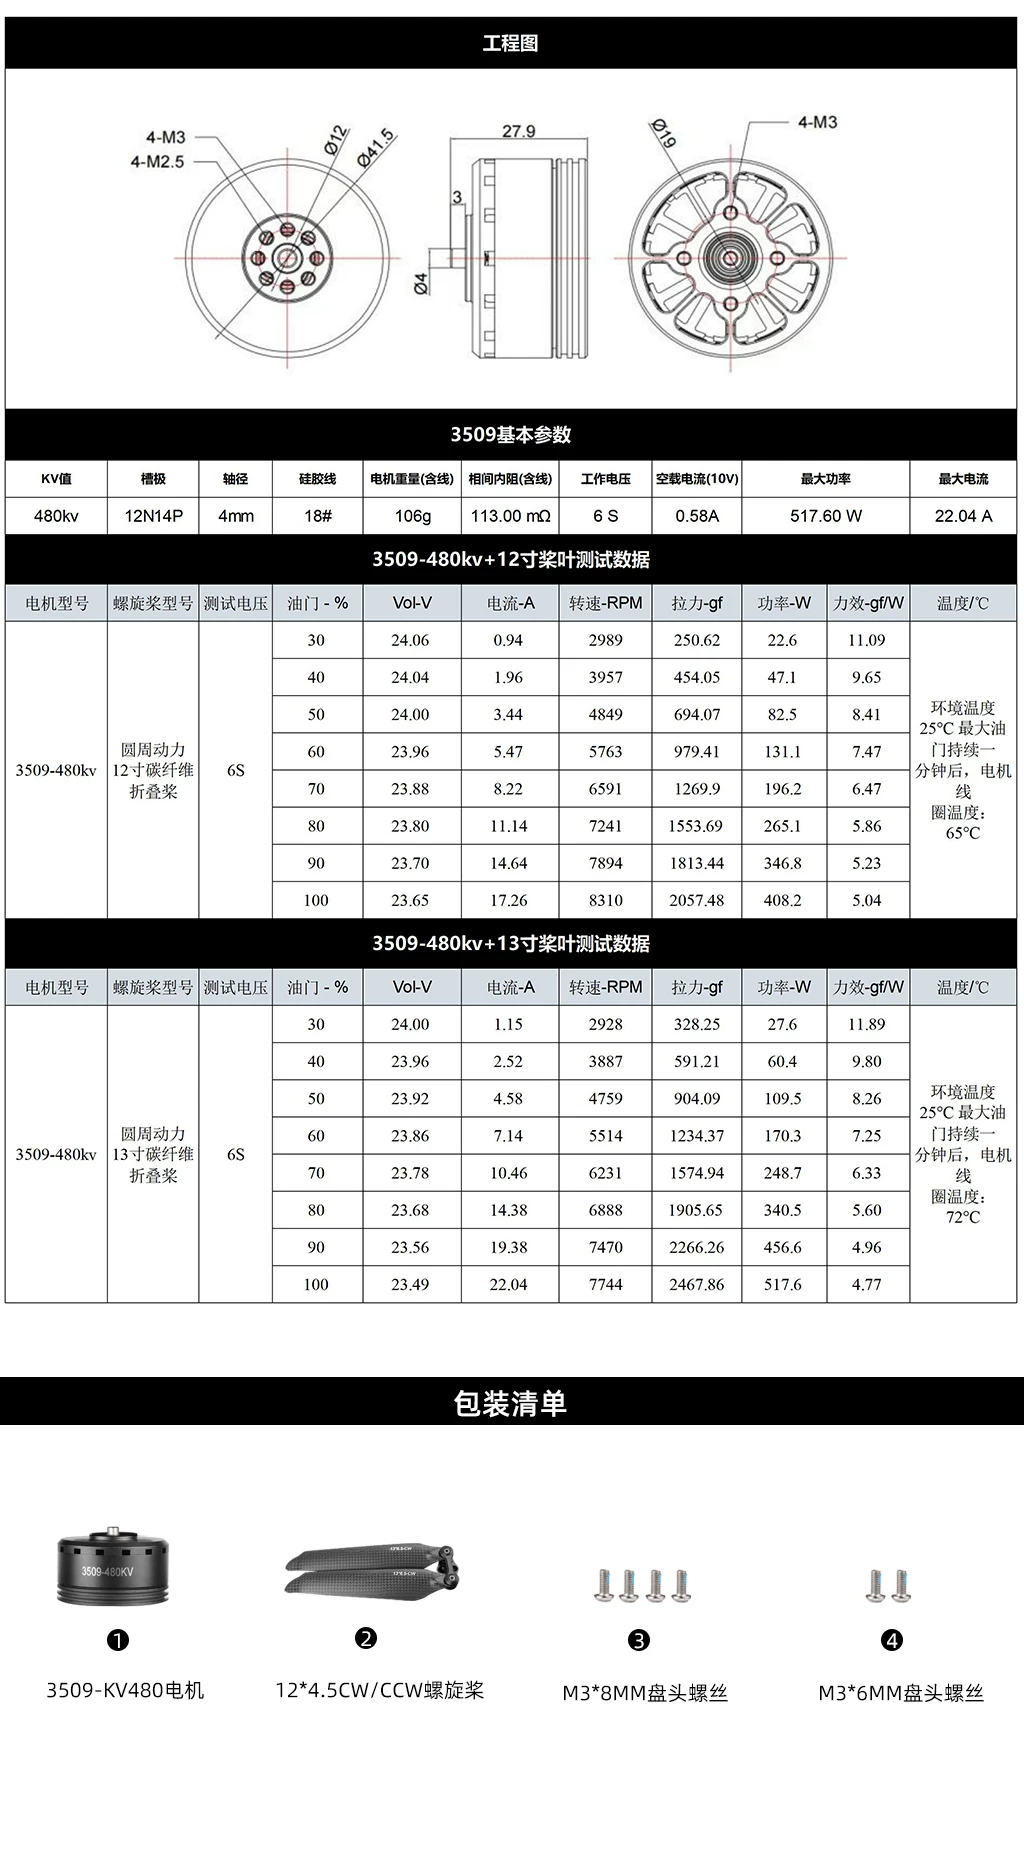 工程图
4-M3
4-M2.5
Ø12
Ø41.5
27.9
3
Ø4
Ø19
4-M3
3509基本参数
KV值 槽极 轴径 硅胶线 电机重量(含线) 相间内阻(含线) 工作电压 空载电流(10V) 最大功率 最大电流
480kv 12N14P 4mm 18# 106g 113.00 mΩ 6 S 0.58A 517.60 W 22.04 A
3509-480kv+12寸桨叶测试数据
电机型号 螺旋桨型号 测试电压 油门 - % Vol-V 电流-A 转速-RPM 拉力-gf 功率-W 力效-gf/W 温度/℃
3509-480kv
圆周动力
12寸碳纤维
折叠桨
6S
30 24.06 0.94 2989 250.62 22.6 11.09
40 24.04 1.96 3957 454.05 47.1 9.65
50 24.00 3.44 4849 694.07 82.5 8.41
60 23.96 5.47 5763 979.41 131.1 7.47
70 23.88 8.22 6591 1269.9 196.2 6.47
80 23.80 11.14 7241 1553.69 265.1 5.86
90 23.70 14.64 7894 1813.44 346.8 5.23
100 23.65 17.26 8310 2057.48 408.2 5.04
环境温度
25℃ 最大油
门持续一
分钟后，电机
线
圈温度：
65℃
3509-480kv+13寸桨叶测试数据
电机型号 螺旋桨型号 测试电压 油门 - % Vol-V 电流-A 转速-RPM 拉力-gf 功率-W 力效-gf/W 温度/℃
3509-480kv
圆周动力
13寸碳纤维
折叠桨
6S
30 24.00 1.15 2928 328.25 27.6 11.89
40 23.96 2.52 3887 591.21 60.4 9.80
50 23.92 4.58 4759 904.09 109.5 8.26
60 23.86 7.14 5514 1234.37 170.3 7.25
70 23.78 10.46 6231 1574.94 248.7 6.33
80 23.68 14.38 6888 1905.65 340.5 5.60
90 23.56 19.38 7470 2266.26 456.6 4.96
100 23.49 22.04 7744 2467.86 517.6 4.77
环境温度
25℃ 最大油
门持续一
分钟后，电机
线
圈温度：
72℃
包装清单
3509-480KV
1 2 3 4
3509-KV480电机
12*4.5CW/CCW螺旋桨
M3*8MM盘头螺丝
M3*6MM盘头螺丝